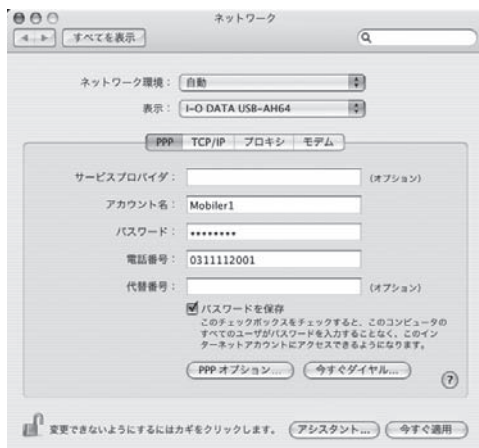 ネットワーク
すべてを表示
ネットワーク環境： 自動
表示： I-O DATA USB-AH64
PPP TCP/IP プロキシ モデム
サービスプロバイダ： (オプション)
アカウント名： Mobiler1
パスワード： ••••••••
電話番号： 0311112001
代替番号： (オプション)
パスワードを保存
このチェックボックスをチェックすると、このコンピュータの
すべてのユーザがパスワードを入力することなく、このイン
ターネットアカウントにアクセスできるようになります。
PPP オプション... 今すぐダイヤル...
?
変更できないようにするにはカギをクリックします。 アシスタント... 今すぐ適用